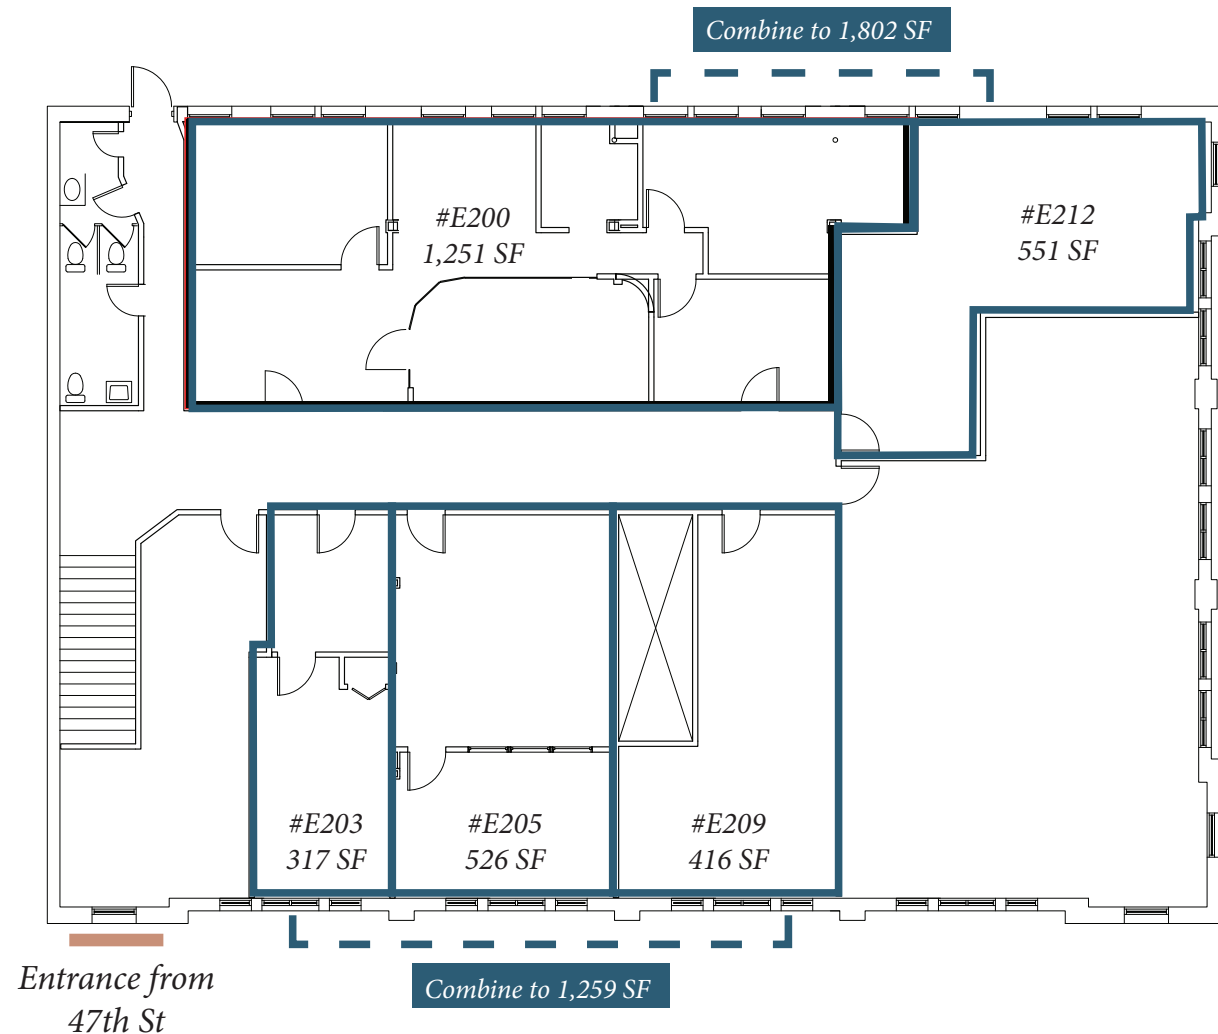 Combine to 1,802 SF
#E200
1,251 SF
#E212
551 SF
#E203
317 SF
#E205
526 SF
#E209
416 SF
Combine to 1,259 SF
Entrance from
47th St